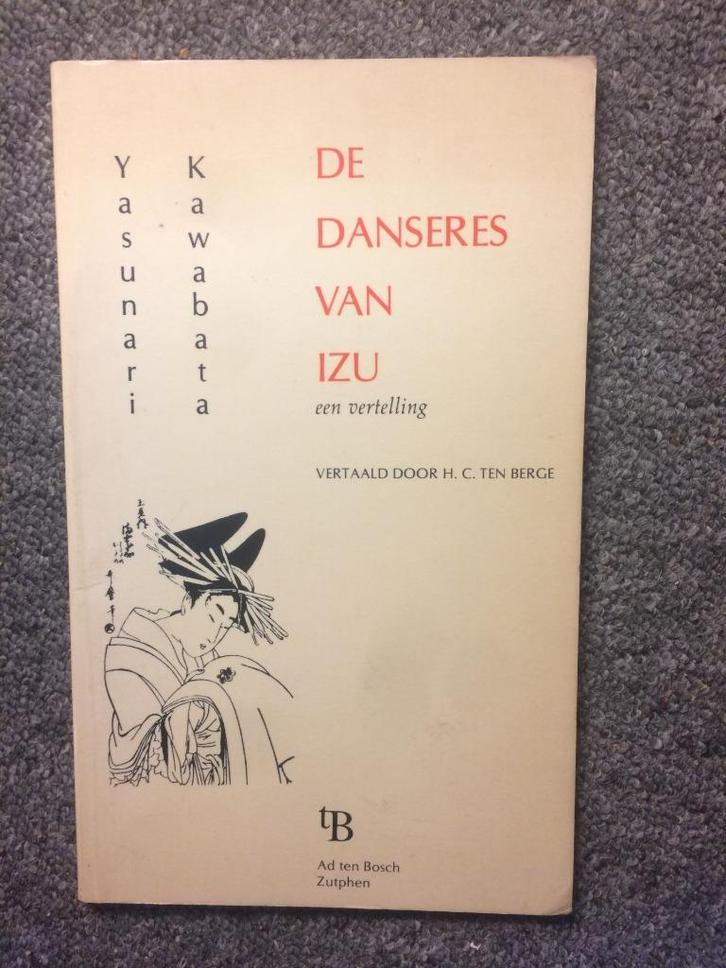 Yasunari
Kawabata
DE
DANSERES
VAN
IZU
een vertelling
VERTAALD DOOR H. C. TEN BERGE
tB
Ad ten Bosch
Zutphen